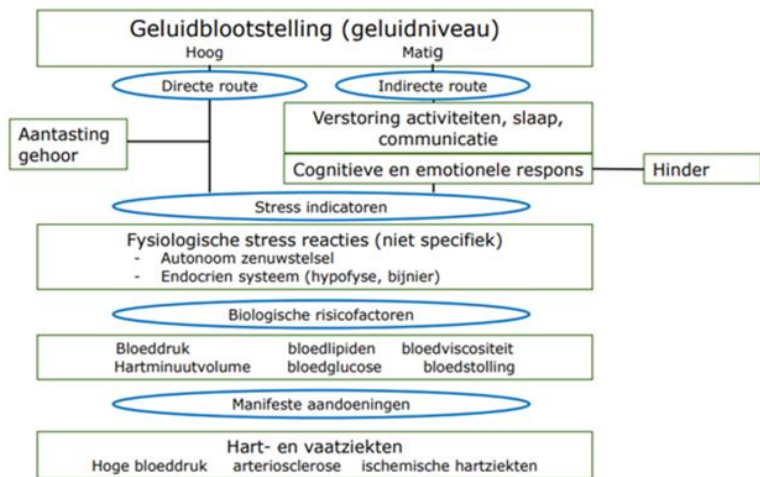 Geluidblootstelling (geluidniveau)
Hoog Matig
Directe route Indirecte route
Verstoring activiteiten, slaap,
communicatie
Aantasting
gehoor
Cognitieve en emotionele respons Hinder
Stress indicatoren
Fysiologische stress reacties (niet specifiek)
- Autonoom zenuwstelsel
- Endocrien systeem (hypofyse, bijnier)
Biologische risicofactoren
Bloeddruk bloedlipiden bloedviscositeit
Hartminuutvolume bloedglucose bloedstolling
Manifeste aandoeningen
Hart- en vaatziekten
Hoge bloeddruk arteriosclerose ischemische hartziekten